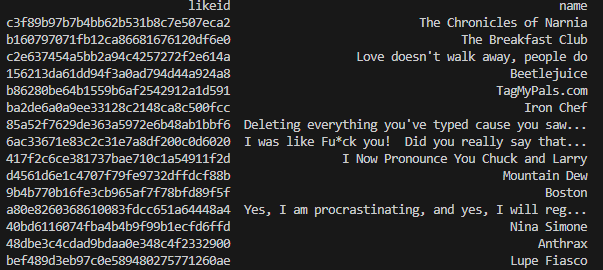 likeid name
c3f89b97b7b4bb62b531b8c7e507eca2 The Chronicles of Narnia
b160797071fb12ca86681676120df6e0 The Breakfast Club
c2e637454a5bb2a94c4257272f2e614a Love doesn't walk away, people do
156213da61dd94f3a0ad794d44a924a8 Beetlejuice
b86280be64b1559b6af2542912a1d591 TagMyPals.com
ba2de6a0a9ee33128c2148ca8c500fcc Iron Chef
85a52f7629de363a5972e6b48ab1bbf6 Deleting everything you've typed cause you saw...
6ac33671e83c2c31e7a8df200c0d6020 I was like Fu*ck you!  Did you really say that...
417f2c6ce381737bae710c1a54911f2d I Now Pronounce You Chuck and Larry
d4561d6e1c4707f79fe9732dffdcf88b Mountain Dew
9b4b770b16fe3cb965af7f78bfd89f5f Boston
a80e8260368610083fdcc651a64448a4 Yes, I am procrastinating, and yes, I will reg...
40bd6116074fba4b4b9f99b1ecfd6ffd Nina Simone
48dbe3c4cdad9bdaa0e348c4f2332900 Anthrax
bef489d3eb97c0e589480275771260ae Lupe Fiasco